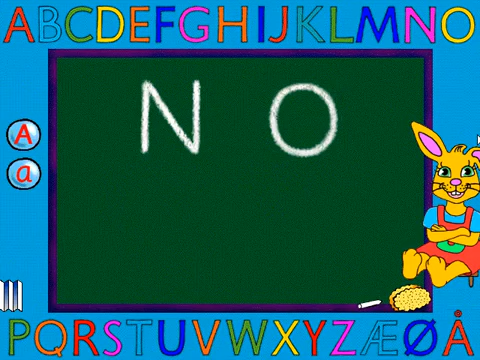 ABCDEFGHIJKLMNO
N O
A
a
PQRSTUVWXYZÆØÅ